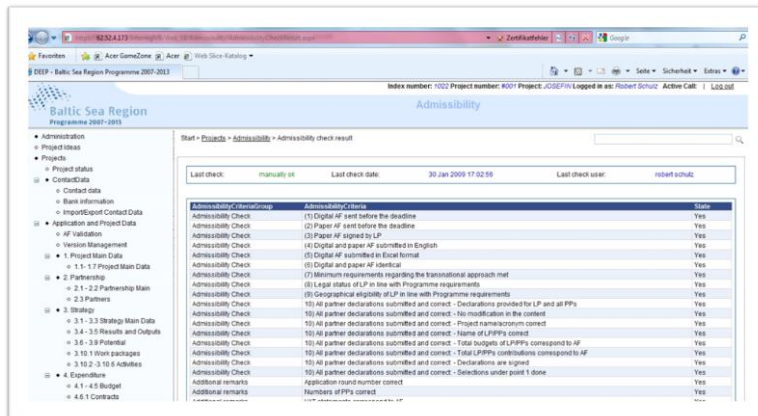 62.52.4.173
Zertifikatfehler
Google
Favoriten Acer GameZone Acer Web Slice-Katalog
DEEP - Baltic Sea Region Programme 2007-2013
Seite Sicherheit Extras
Index number: 1022 Project number: #001 Project: JOSEFIN Logged in as: Robert Schulz Active Call: | Log out
Baltic Sea Region
Programme 2007-2013
Admissibility
Administration
Project Ideas
Projects
Project status
ContactData
Contact data
Bank information
Import/Export Contact Data
Application and Project Data
AF Validation
Version Management
1. Project Main Data
1.1- 1.7 Project Main Data
2. Partnership
2.1 - 2.2 Partnership Main
2.3 Partners
3. Strategy
3.1 - 3.3 Strategy Main Data
3.4 - 3.5 Results and Outputs
3.6 - 3.9 Potential
3.10.1 Work packages
3.10.2 -3.10.6 Activities
4. Expenditure
4.1 - 4.5 Budget
4.6.1 Contracts
Start > Projects > Admissibility > Admissibility check result
Last check: manually ok Last check date: 30 Jan 2009 17:02:56 Last check user: robert schulz
AdmissibilityCriteriaGroup AdmissibilityCriteria State
Admissibility Check (1) Digital AF sent before the deadline Yes
Admissibility Check (2) Paper AF sent before the deadline Yes
Admissibility Check (3) Paper AF signed by LP Yes
Admissibility Check (4) Digital and paper AF submitted in English Yes
Admissibility Check (5) Digital AF submitted in Excel format Yes
Admissibility Check (6) Digital and paper AF identical Yes
Admissibility Check (7) Minimum requirements regarding the transnational approach met Yes
Admissibility Check (8) Legal status of LP in line with Programme requirements Yes
Admissibility Check (9) Geographical eligibility of LP in line with Programme requirements Yes
Admissibility Check 10) All partner declarations submitted and correct - Declarations provided for LP and all PPs Yes
Admissibility Check 10) All partner declarations submitted and correct - No modification in the content Yes
Admissibility Check 10) All partner declarations submitted and correct - Project name/acronym correct Yes
Admissibility Check 10) All partner declarations submitted and correct - Name of LP/PPs correct Yes
Admissibility Check 10) All partner declarations submitted and correct - Total budgets of LP/PPs correspond to AF Yes
Admissibility Check 10) All partner declarations submitted and correct - Total LP/PPs contributions correspond to AF Yes
Admissibility Check 10) All partner declarations submitted and correct - Declarations are signed Yes
Admissibility Check 10) All partner declarations submitted and correct - Selections under point 1 done Yes
Additional remarks Application round number correct Yes
Additional remarks Numbers of PPs correct Yes